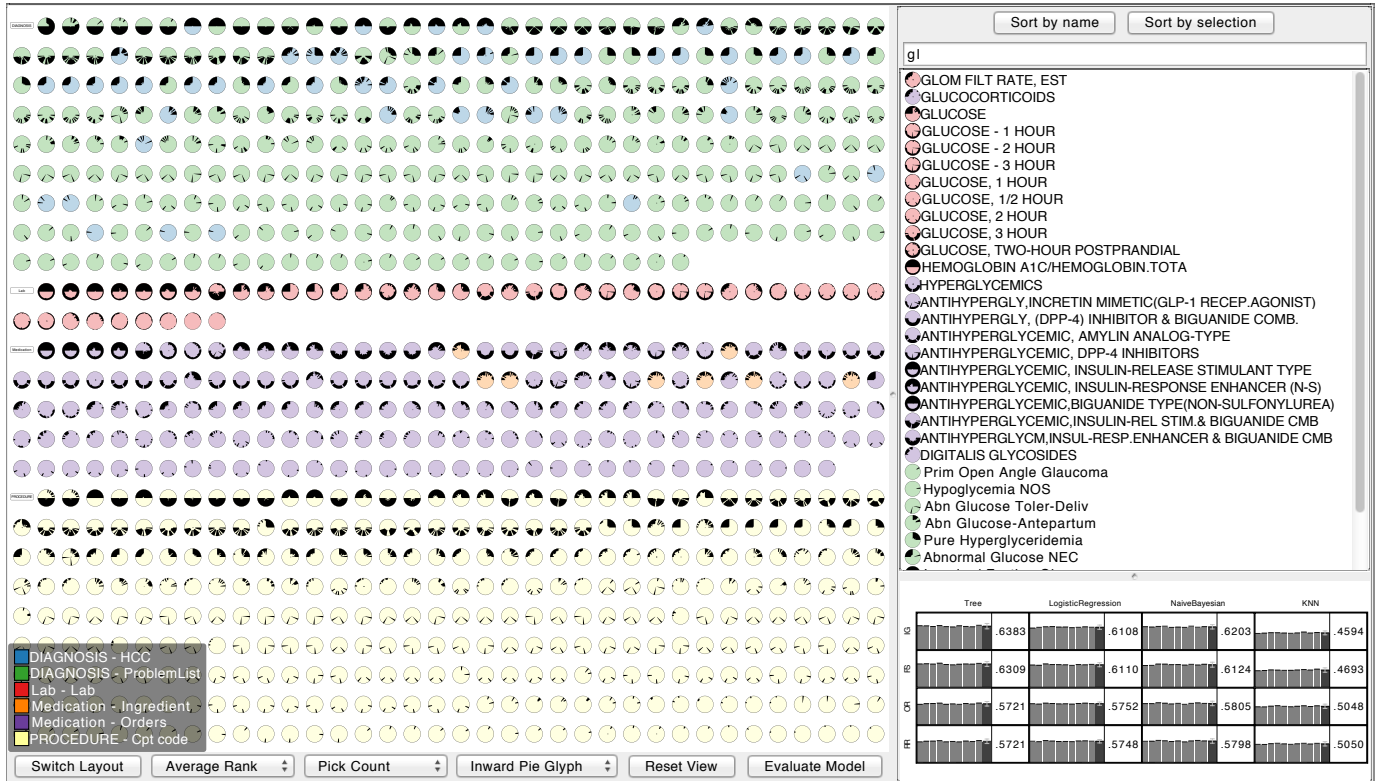 DIAGNOSIS
Lab
Medication
PROCEDURE
DIAGNOSIS - HCC
DIAGNOSIS - ProblemList
Lab - Lab
Medication - Ingredient
Medication - Orders
PROCEDURE - Cpt code
Switch Layout
Average Rank
Pick Count
Inward Pie Glyph
Reset View
Evaluate Model
Sort by name
Sort by selection
gl
GLOM FILT RATE, EST
GLUCOCORTICOIDS
GLUCOSE
GLUCOSE - 1 HOUR
GLUCOSE - 2 HOUR
GLUCOSE - 3 HOUR
GLUCOSE, 1 HOUR
GLUCOSE, 1/2 HOUR
GLUCOSE, 2 HOUR
GLUCOSE, 3 HOUR
GLUCOSE, TWO-HOUR POSTPRANDIAL
HEMOGLOBIN A1C/HEMOGLOBIN.TOTA
HYPERGLYCEMICS
ANTIHYPERGLY,INCRETIN MIMETIC(GLP-1 RECEP.AGONIST)
ANTIHYPERGLY, (DPP-4) INHIBITOR & BIGUANIDE COMB.
ANTIHYPERGLYCEMIC, AMYLIN ANALOG-TYPE
ANTIHYPERGLYCEMIC, DPP-4 INHIBITORS
ANTIHYPERGLYCEMIC, INSULIN-RELEASE STIMULANT TYPE
ANTIHYPERGLYCEMIC, INSULIN-RESPONSE ENHANCER (N-S)
ANTIHYPERGLYCEMIC,BIGUANIDE TYPE(NON-SULFONYLUREA)
ANTIHYPERGLYCEMIC,INSULIN-REL STIM.& BIGUANIDE CMB
ANTIHYPERGLYCM,INSUL-RESP.ENHANCER & BIGUANIDE CMB
DIGITALIS GLYCOSIDES
Prim Open Angle Glaucoma
Hypoglycemia NOS
Abn Glucose Toler-Deliv
Abn Glucose-Antepartum
Pure Hyperglyceridemia
Abnormal Glucose NEC
Tree LogisticRegression NaiveBayesian KNN
IG .6383 .6108 .6203 .4594
FS .6309 .6110 .6124 .4693
OR .5721 .5752 .5805 .5048
RR .5721 .5748 .5798 .5050